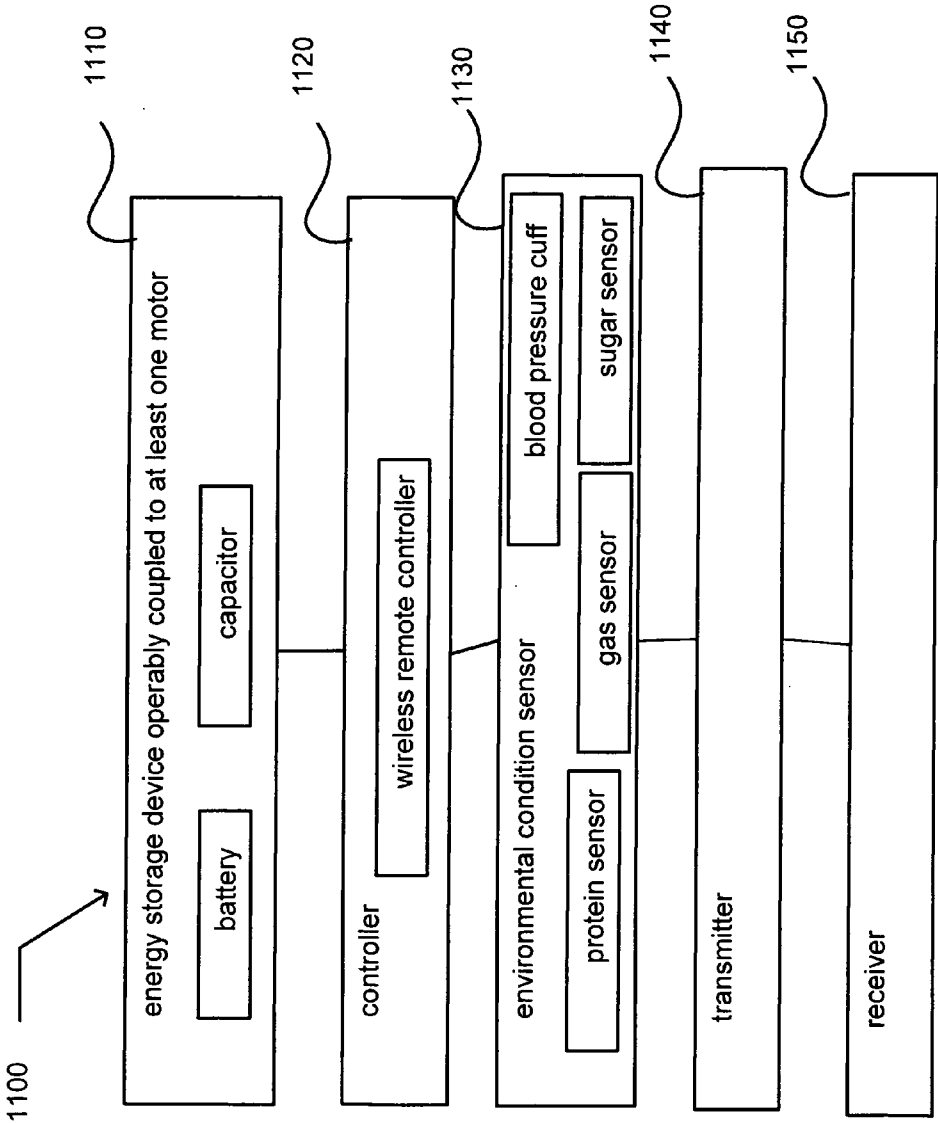 1100
energy storage device operably coupled to at least one motor
1110
battery
capacitor
controller
1120
wireless remote controller
environmental condition sensor
1130
blood pressure cuff
protein sensor
gas sensor
sugar sensor
transmitter
1140
receiver
1150